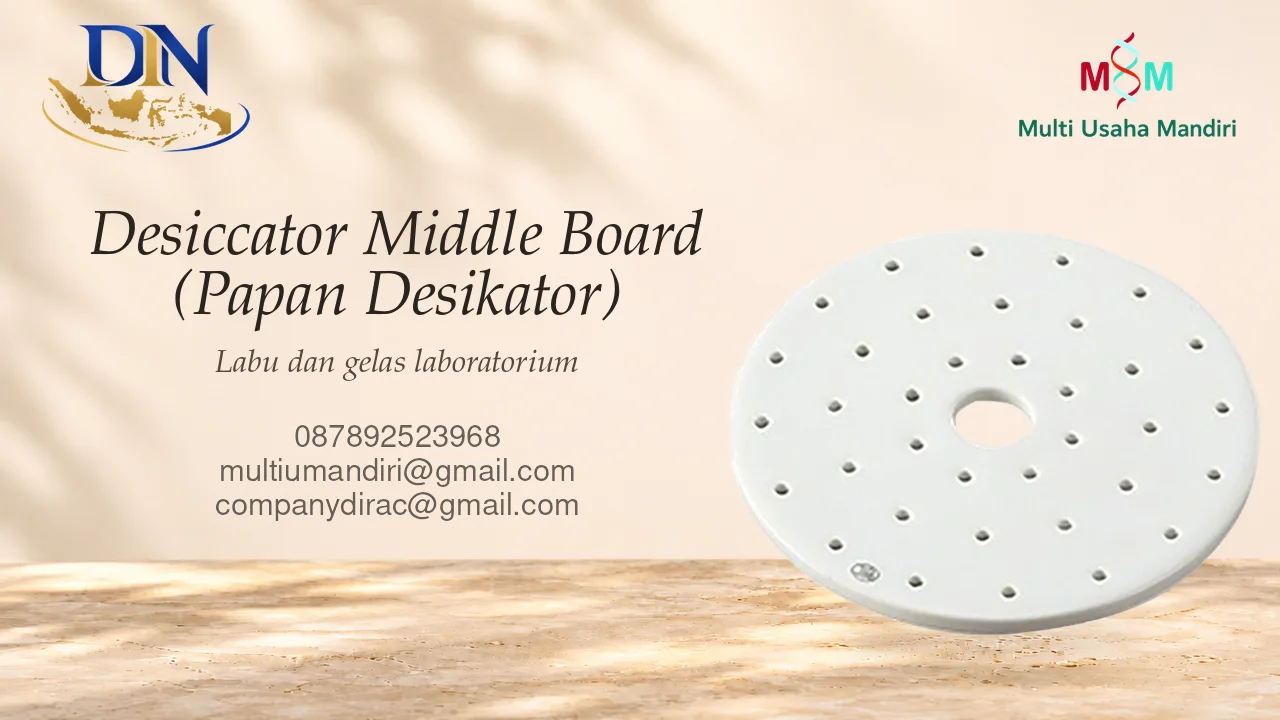 DIN
MSM
Multi Usaha Mandiri
Desiccator Middle Board
(Papan Desikator)
Labu dan gelas laboratorium
087892523968
multiumandiri@gmail.com
companydirac@gmail.com